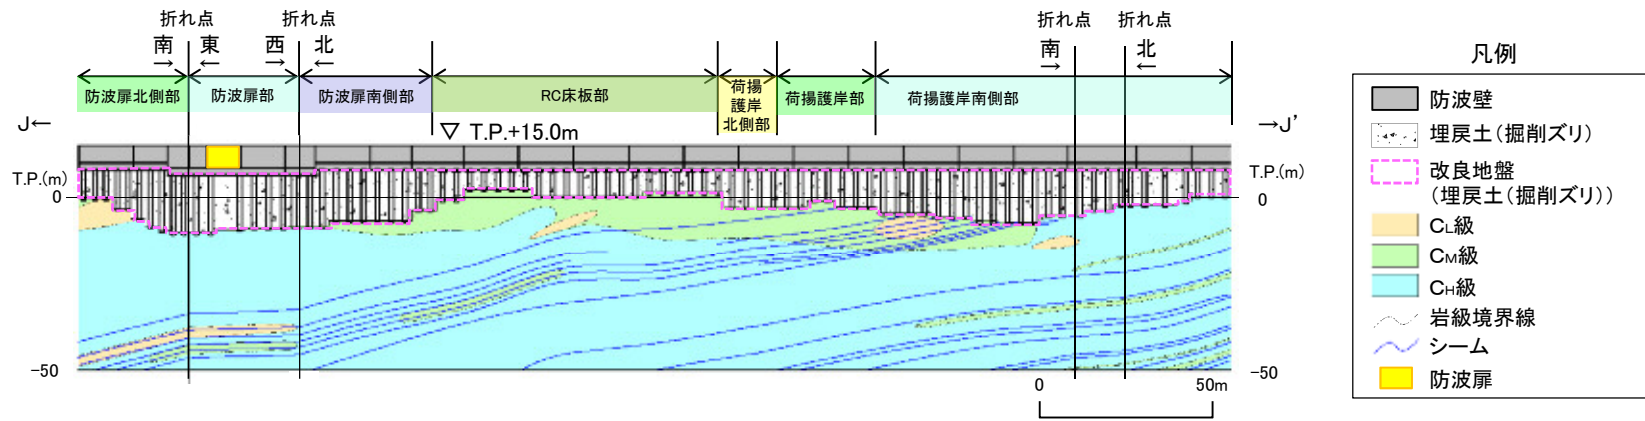 折れ点
折れ点
折れ点
折れ点
南
東
西
北
南
北
凡例
防波扉北側部
防波扉部
防波扉南側部
RC床板部
荷揚
護岸
北側部
荷揚護岸部
荷揚護岸南側部
J←
→J’
▽ T.P.+15.0m
T.P.(m)
T.P.(m)
0
0
-50
-50
0
50m
防波壁
埋戻土(掘削ズリ)
改良地盤
(埋戻土(掘削ズリ))
CL級
CM級
CH級
岩級境界線
シーム
防波扉